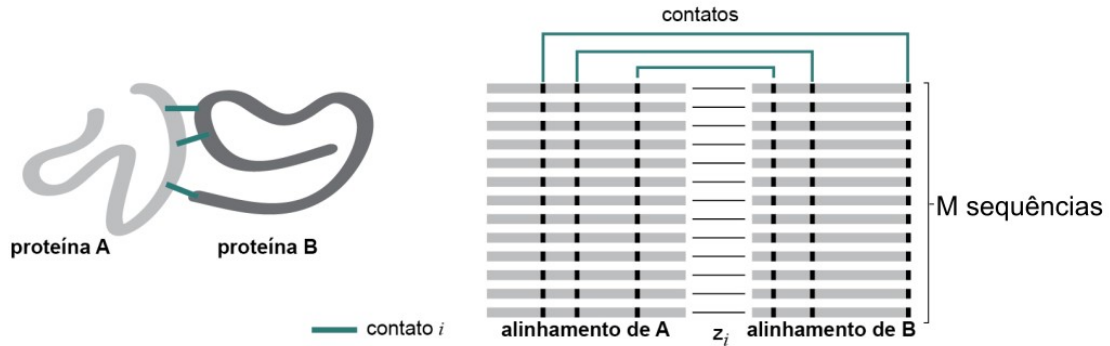 contatos
M sequências
proteína A
proteína B
contato i
alinhamento de A
zi
alinhamento de B